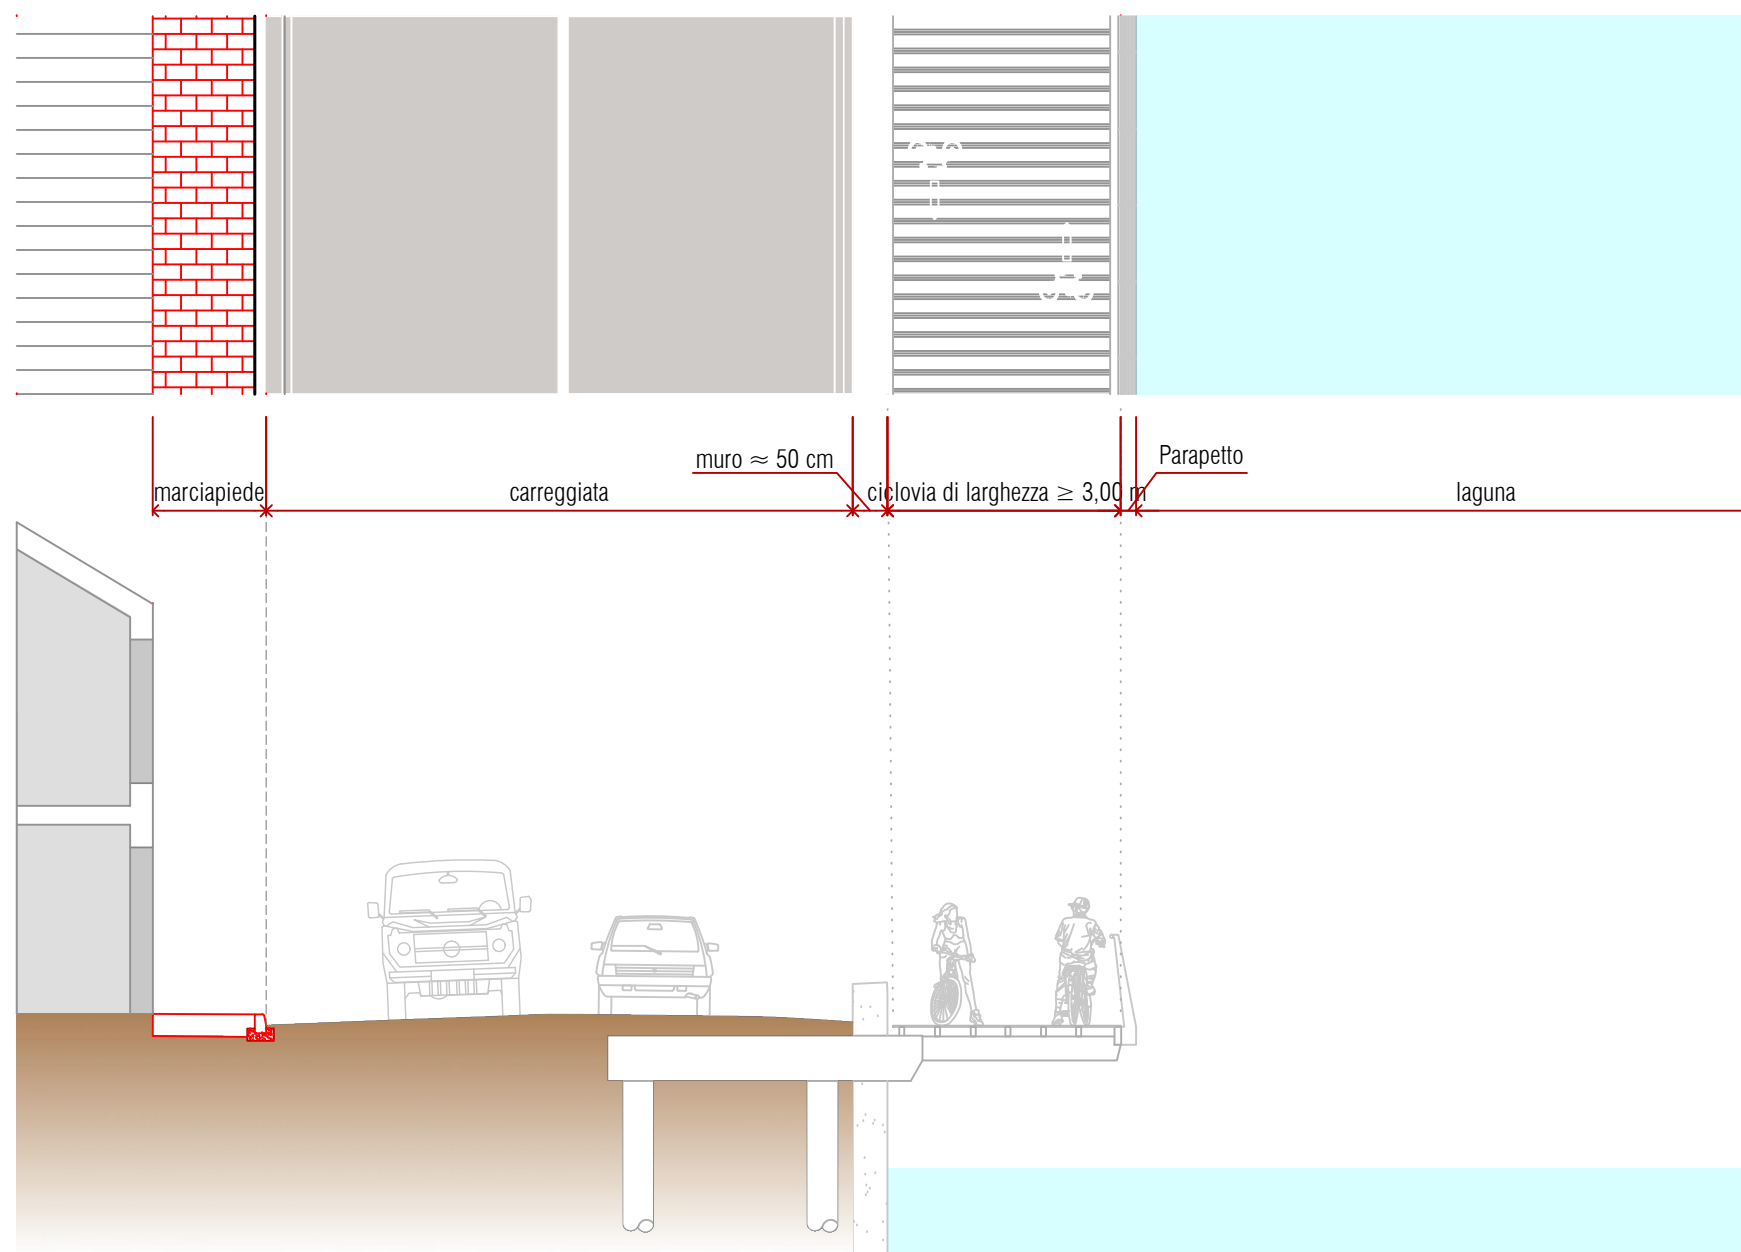 muro ≈ 50 cm
Parapetto
marciapiede
carreggiata
ciclovia di larghezza ≥ 3,00 m
laguna